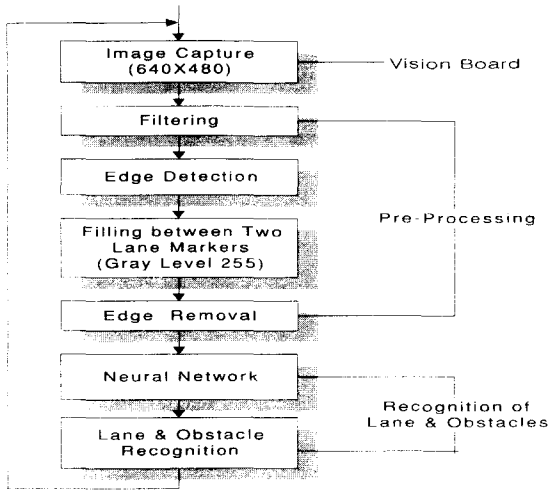 Image Capture
(640X480)
Vision Board
Filtering
Edge Detection
Pre-Processing
Filling between Two
Lane Markers
(Gray Level 255)
Edge Removal
Neural Network
Recognition of
Lane & Obstacles
Lane & Obstacle
Recognition